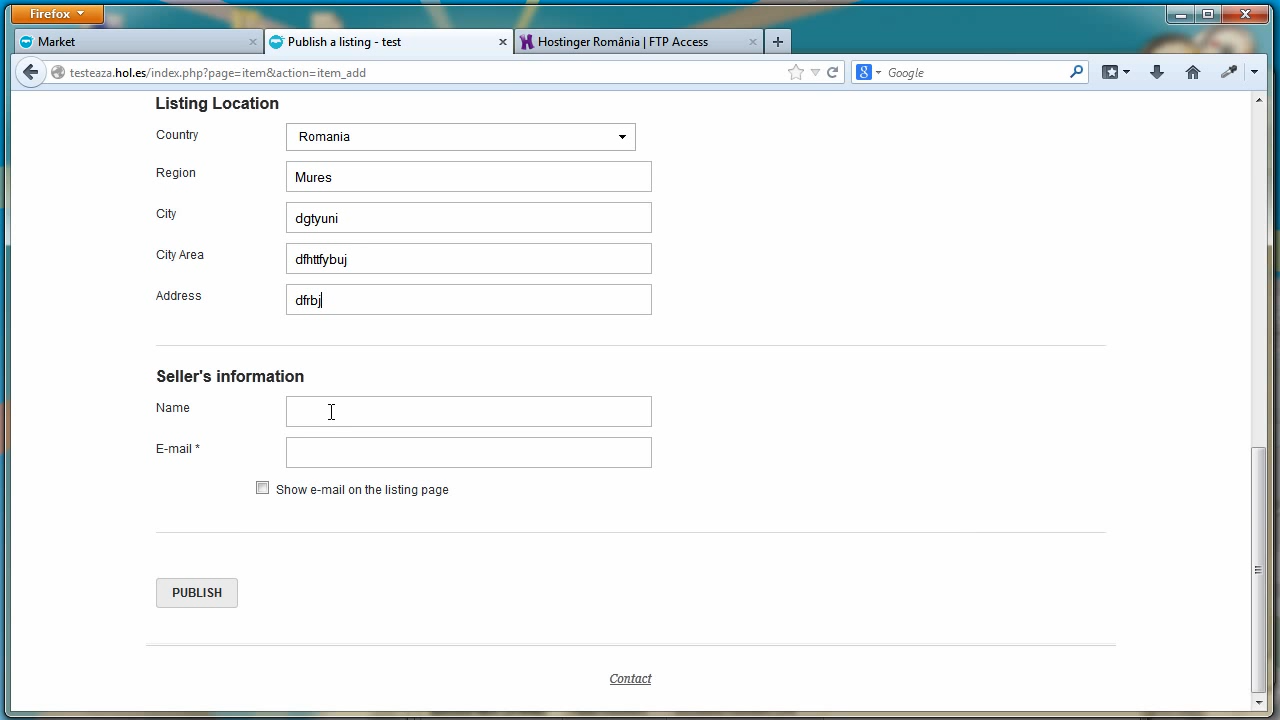 Firefox
Market
Publish a listing - test
Hostinger România | FTP Access
testeaza.hol.es/index.php?page=item&action=item_add
Google
Listing Location
Country
Romania
Region
Mures
City
dgtyuni
City Area
dfhttfybuj
Address
dfrbj
Seller's information
Name
E-mail *
Show e-mail on the listing page
PUBLISH
Contact